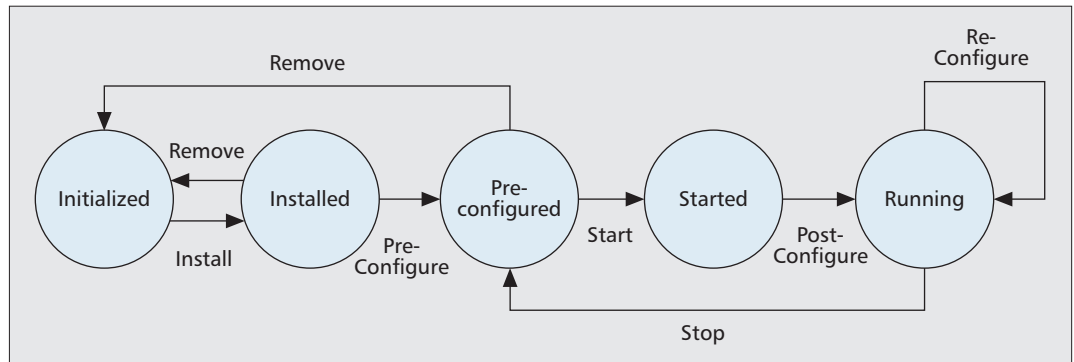 Re-
Configure
Remove
Remove
Initialized
Installed
Pre-
configured
Started
Running
Install
Pre-
Configure
Start
Post-
Configure
Stop